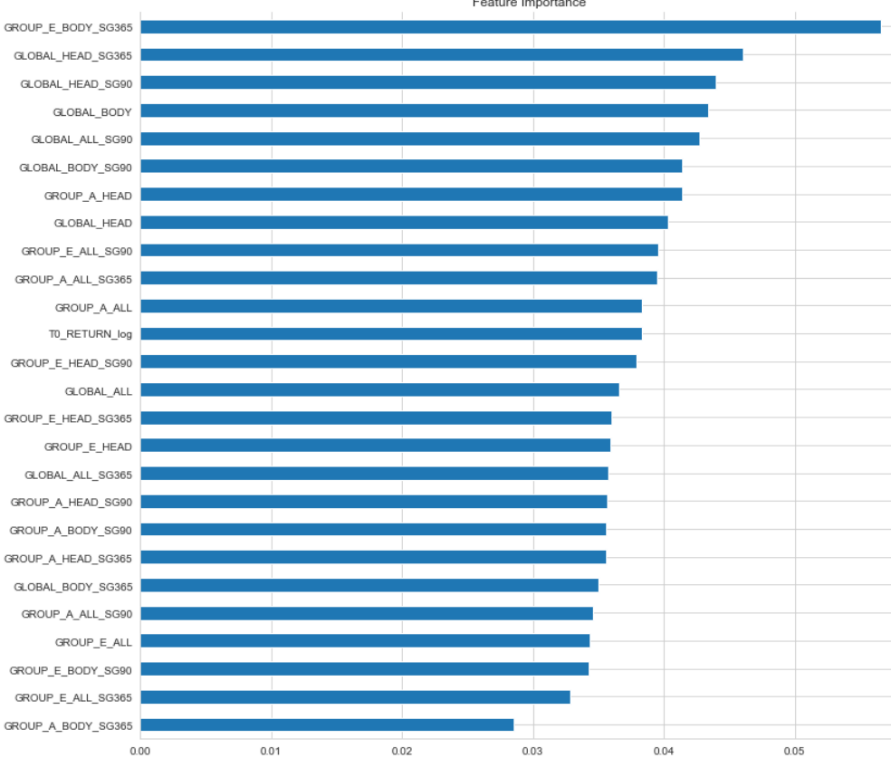 Feature Importance
GROUP_E_BODY_SG365
GLOBAL_HEAD_SG365
GLOBAL_HEAD_SG90
GLOBAL_BODY
GLOBAL_ALL_SG90
GLOBAL_BODY_SG90
GROUP_A_HEAD
GLOBAL_HEAD
GROUP_E_ALL_SG90
GROUP_A_ALL_SG365
GROUP_A_ALL
T0_RETURN_log
GROUP_E_HEAD_SG90
GLOBAL_ALL
GROUP_E_HEAD_SG365
GROUP_E_HEAD
GLOBAL_ALL_SG365
GROUP_A_HEAD_SG90
GROUP_A_BODY_SG90
GROUP_A_HEAD_SG365
GLOBAL_BODY_SG365
GROUP_A_ALL_SG90
GROUP_E_ALL
GROUP_E_BODY_SG90
GROUP_E_ALL_SG365
GROUP_A_BODY_SG365
0.00 0.01 0.02 0.03 0.04 0.05